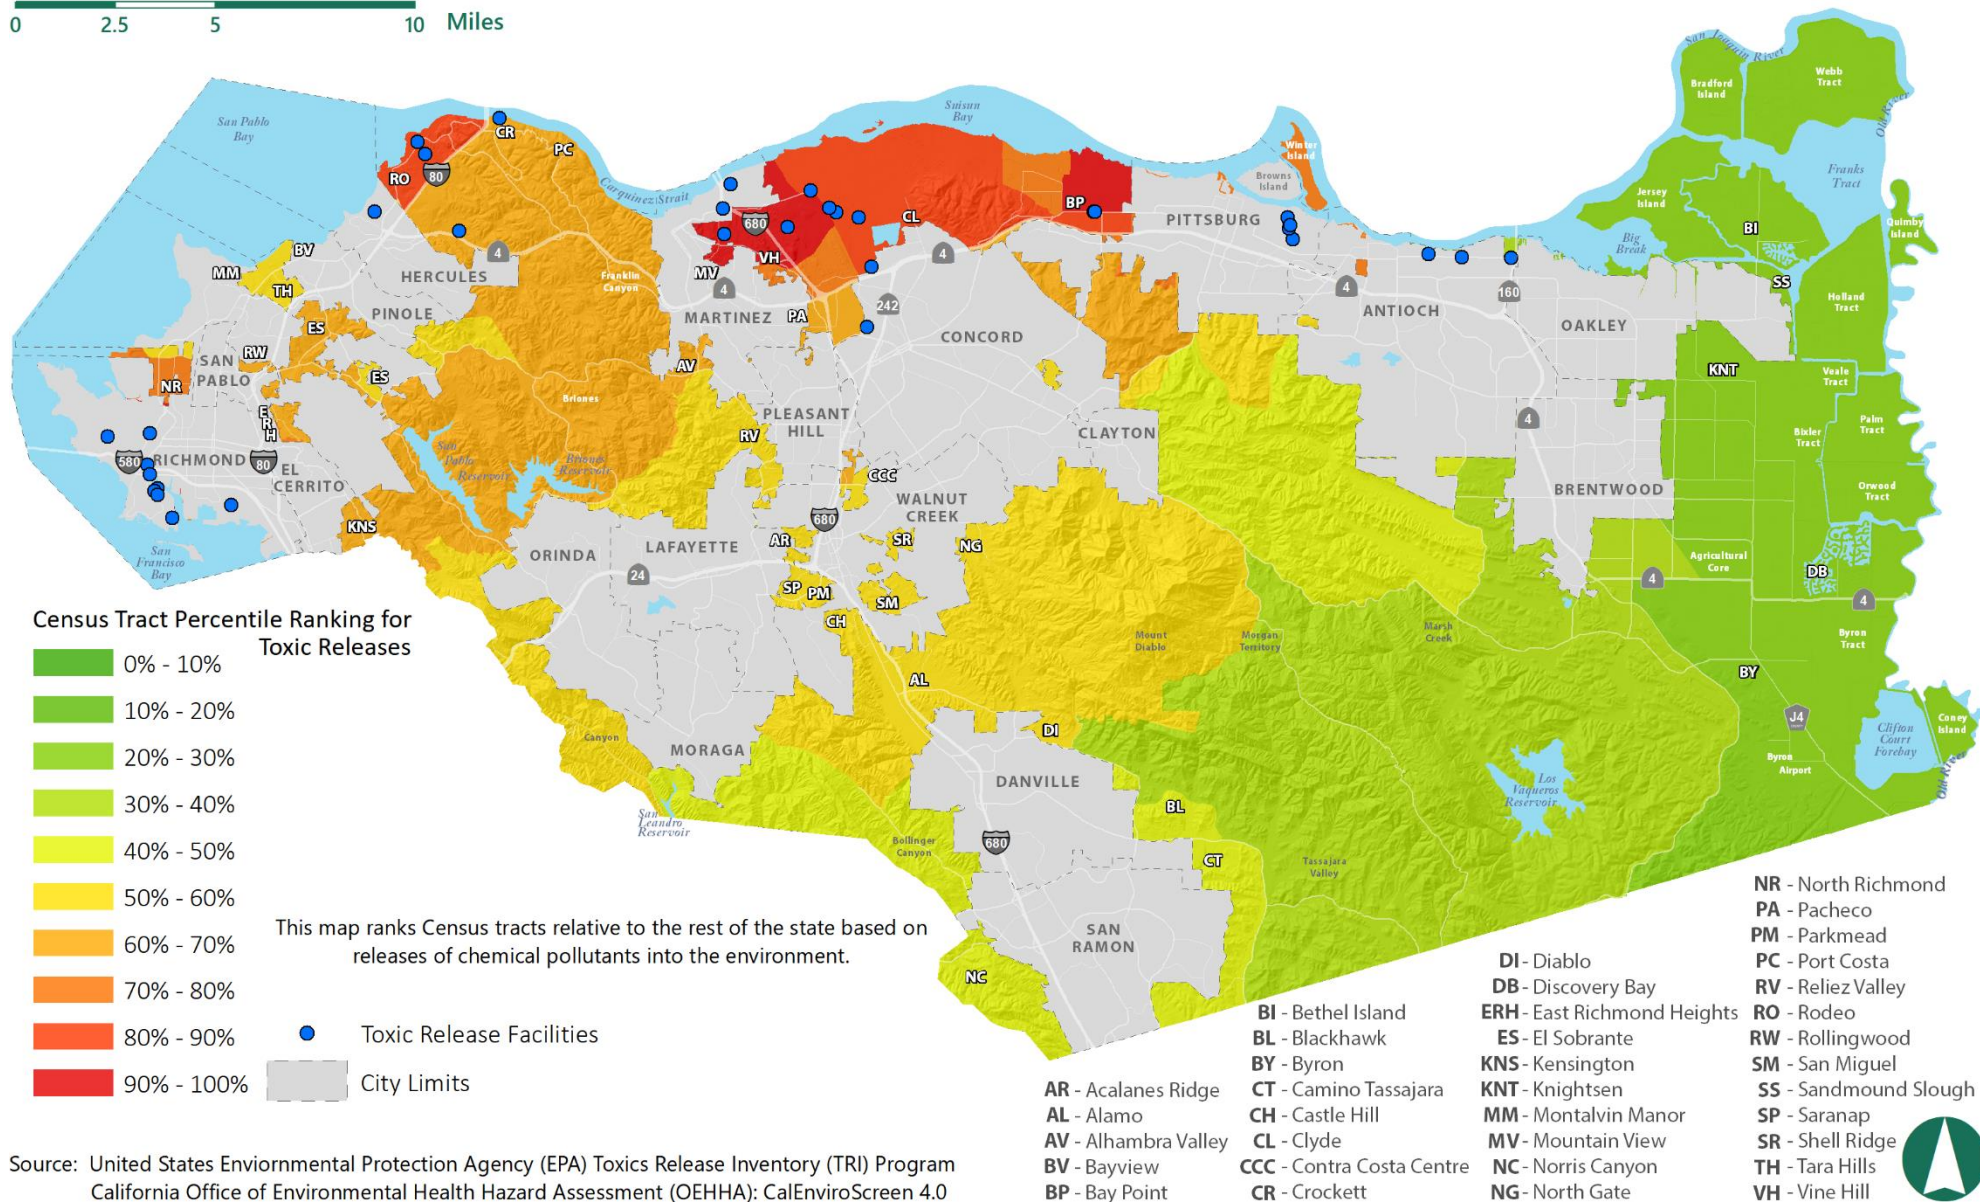 0 2.5 5 10 Miles
San Joaquin River
Webb
Tract
Bradford
Island
Old River
San Pablo
Bay
Suisun
Bay
CR
PC
RO
80
Carquinez Strait
Winter
Island
Browns
Island
Franks
Tract
Jersey
Island
BI
Quimby
Island
BP
PITTSBURG
CL
680
VH
MV
4
4
4
BV
MM
TH
HERCULES
Franklin
Canyon
Big
Break
SS
Holland
Tract
PINOLE
ES
RW
SAN
PABLO
NR
ES
MARTINEZ
PA
242
CONCORD
4
ANTIOCH
160
OAKLEY
KNT
Veale
Tract
AV
Briones
E
R
H
PLEASANT
HILL
RV
CLAYTON
4
Bixler
Tract
Palm
Tract
580
RICHMOND
80
EL
CERRITO
San
Pablo
Reservoir
Briones
Reservoir
CCC
WALNUT
CREEK
BRENTWOOD
Orwood
Tract
KNS
680
San
Francisco
Bay
ORINDA
LAFAYETTE
AR
SR
NG
24
SP
PM
SM
CH
Agricultural
Core
DB
4
4
Mount
Diablo
Morgan
Territory
Marsh
Creek
Byron
Tract
BY
AL
DI
J4
Clifton
Court
Forebay
Coney
Island
Byron
Airport
Old River
Canyon
MORAGA
DANVILLE
San
Leandro
Reservoir
Bollinger
Canyon
BL
Los
Vaqueros
Reservoir
680
CT
Tassajara
Valley
SAN
RAMON
NC
Census Tract Percentile Ranking for
Toxic Releases
0% - 10%
10% - 20%
20% - 30%
30% - 40%
40% - 50%
50% - 60%
60% - 70%
70% - 80%
80% - 90%
90% - 100%
Toxic Release Facilities
City Limits
This map ranks Census tracts relative to the rest of the state based on
releases of chemical pollutants into the environment.
AR - Acalanes Ridge
AL - Alamo
AV - Alhambra Valley
BV - Bayview
BP - Bay Point
BI - Bethel Island
BL - Blackhawk
BY - Byron
CT - Camino Tassajara
CH - Castle Hill
CL - Clyde
CCC - Contra Costa Centre
CR - Crockett
DI - Diablo
DB - Discovery Bay
ERH - East Richmond Heights
ES - El Sobrante
KNS - Kensington
KNT - Knightsen
MM - Montalvin Manor
MV - Mountain View
NC - Norris Canyon
NG - North Gate
NR - North Richmond
PA - Pacheco
PM - Parkmead
PC - Port Costa
RV - Reliez Valley
RO - Rodeo
RW - Rollingwood
SM - San Miguel
SS - Sandmound Slough
SP - Saranap
SR - Shell Ridge
TH - Tara Hills
VH - Vine Hill
Source: United States Enviornmental Protection Agency (EPA) Toxics Release Inventory (TRI) Program
California Office of Environmental Health Hazard Assessment (OEHHA): CalEnviroScreen 4.0